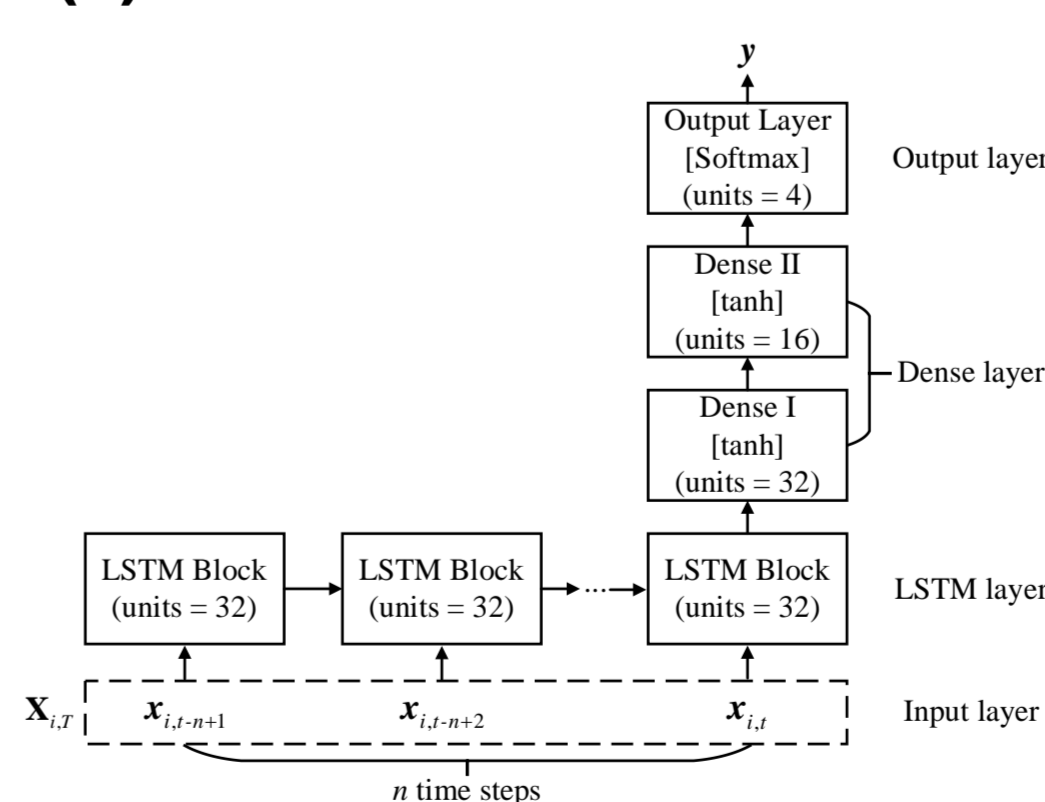 y
Output Layer
[Softmax]
(units = 4)
Output layer
Dense II
[tanh]
(units = 16)
Dense layer
Dense I
[tanh]
(units = 32)
LSTM Block
(units = 32)
LSTM Block
(units = 32)
...
LSTM Block
(units = 32)
LSTM layer
X_{i,T}
x_{i,t-n+1}
x_{i,t-n+2}
x_{i,t}
Input layer
n time steps